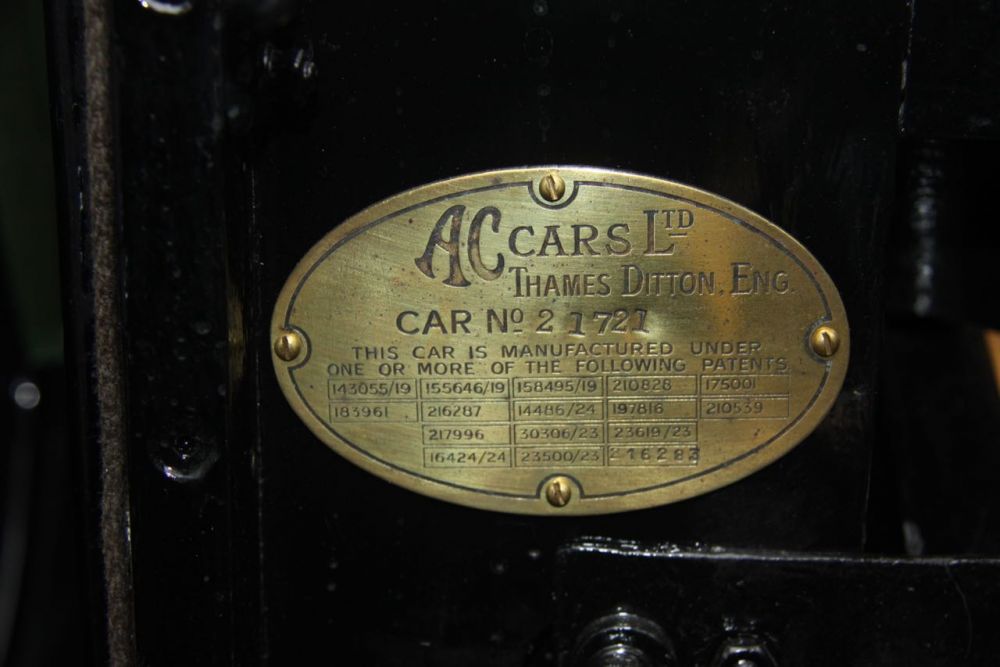 AC CARS LTD
THAMES DITTON, ENG.
CAR Nº 2 1721
THIS CAR IS MANUFACTURED UNDER
ONE OR MORE OF THE FOLLOWING PATENTS
143055/19 155646/19 158495/19 210828 175001
183961 216287 14486/24 197816 210539
217996 30306/23 23619/23
16424/24 23500/23 216283